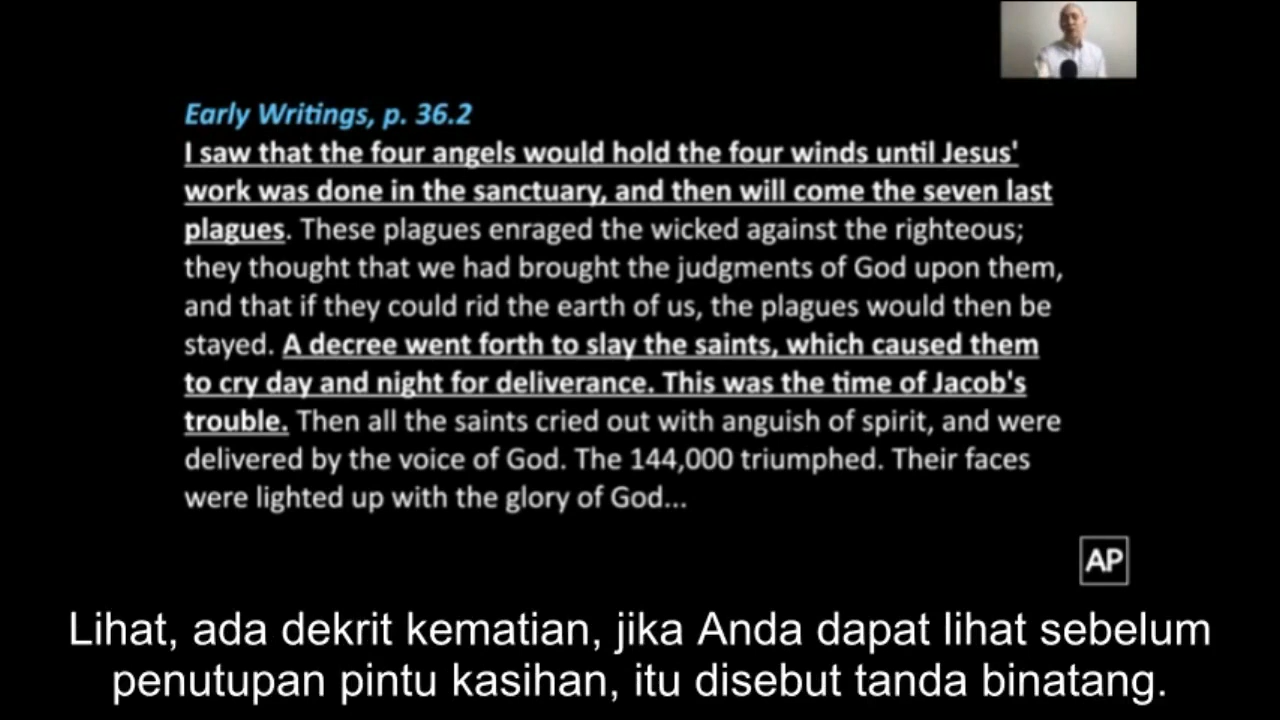 Early Writings, p. 36.2
I saw that the four angels would hold the four winds until Jesus'
work was done in the sanctuary, and then will come the seven last
plagues. These plagues enraged the wicked against the righteous;
they thought that we had brought the judgments of God upon them,
and that if they could rid the earth of us, the plagues would then be
stayed. A decree went forth to slay the saints, which caused them
to cry day and night for deliverance. This was the time of Jacob's
trouble. Then all the saints cried out with anguish of spirit, and were
delivered by the voice of God. The 144,000 triumphed. Their faces
were lighted up with the glory of God...
AP
Lihat, ada dekrit kematian, jika Anda dapat lihat sebelum
penutupan pintu kasihan, itu disebut tanda binatang.